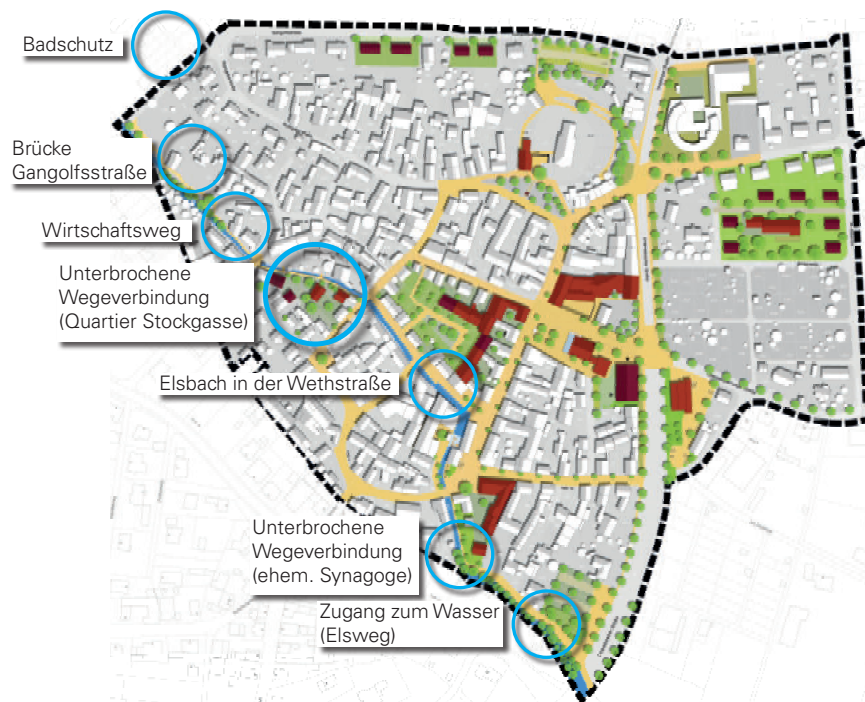 Badschutz
Brücke
Gangolfsstraße
Wirtschaftsweg
Unterbrochene
Wegeverbindung
(Quartier Stockgasse)
Elsbach in der Wethstraße
Unterbrochene
Wegeverbindung
(ehem. Synagoge)
Zugang zum Wasser
(Elsweg)